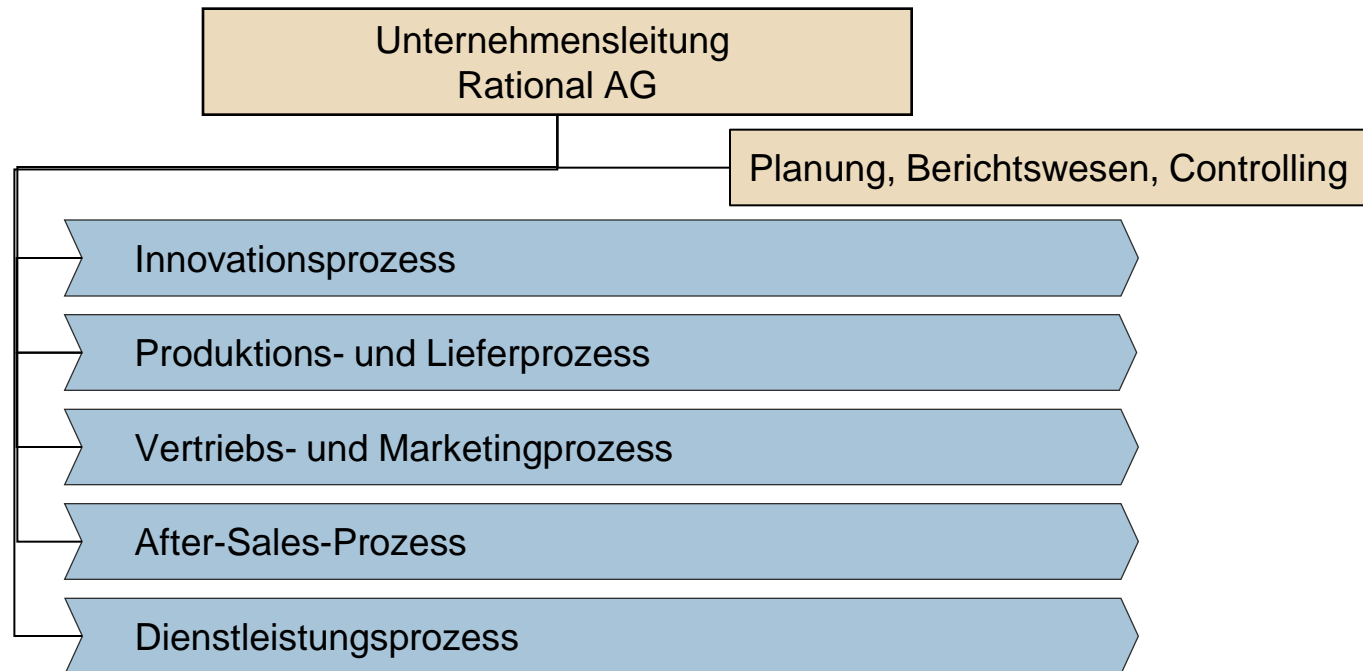 Unternehmensleitung
Rational AG
Planung, Berichtswesen, Controlling
Innovationsprozess
Produktions- und Lieferprozess
Vertriebs- und Marketingprozess
After-Sales-Prozess
Dienstleistungsprozess